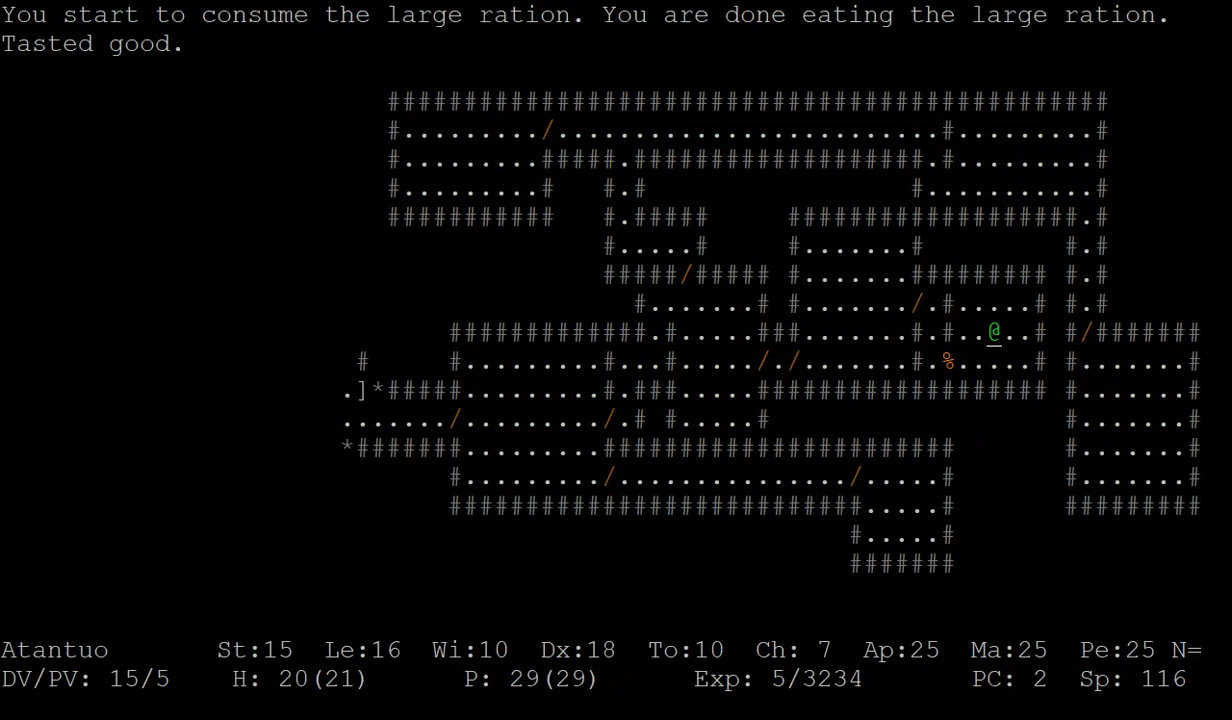 You start to consume the large ration. You are done eating the large ration.
Tasted good.
Atantuo St:15 Le:16 Wi:10 Dx:18 To:10 Ch: 7 Ap:25 Ma:25 Pe:25 N=
DV/PV: 15/5 H: 20(21) P: 29(29) Exp: 5/3234 PC: 2 Sp: 116